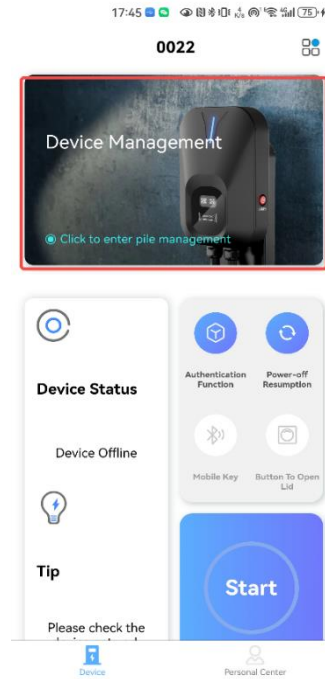 17:45
75
0022
Device Management
Click to enter pile management
Device Status
Device Offline
Tip
Please check the
Authentication
Function
Power-off
Resumption
Mobile Key
Button To Open
Lid
Start
Device
Personal Center